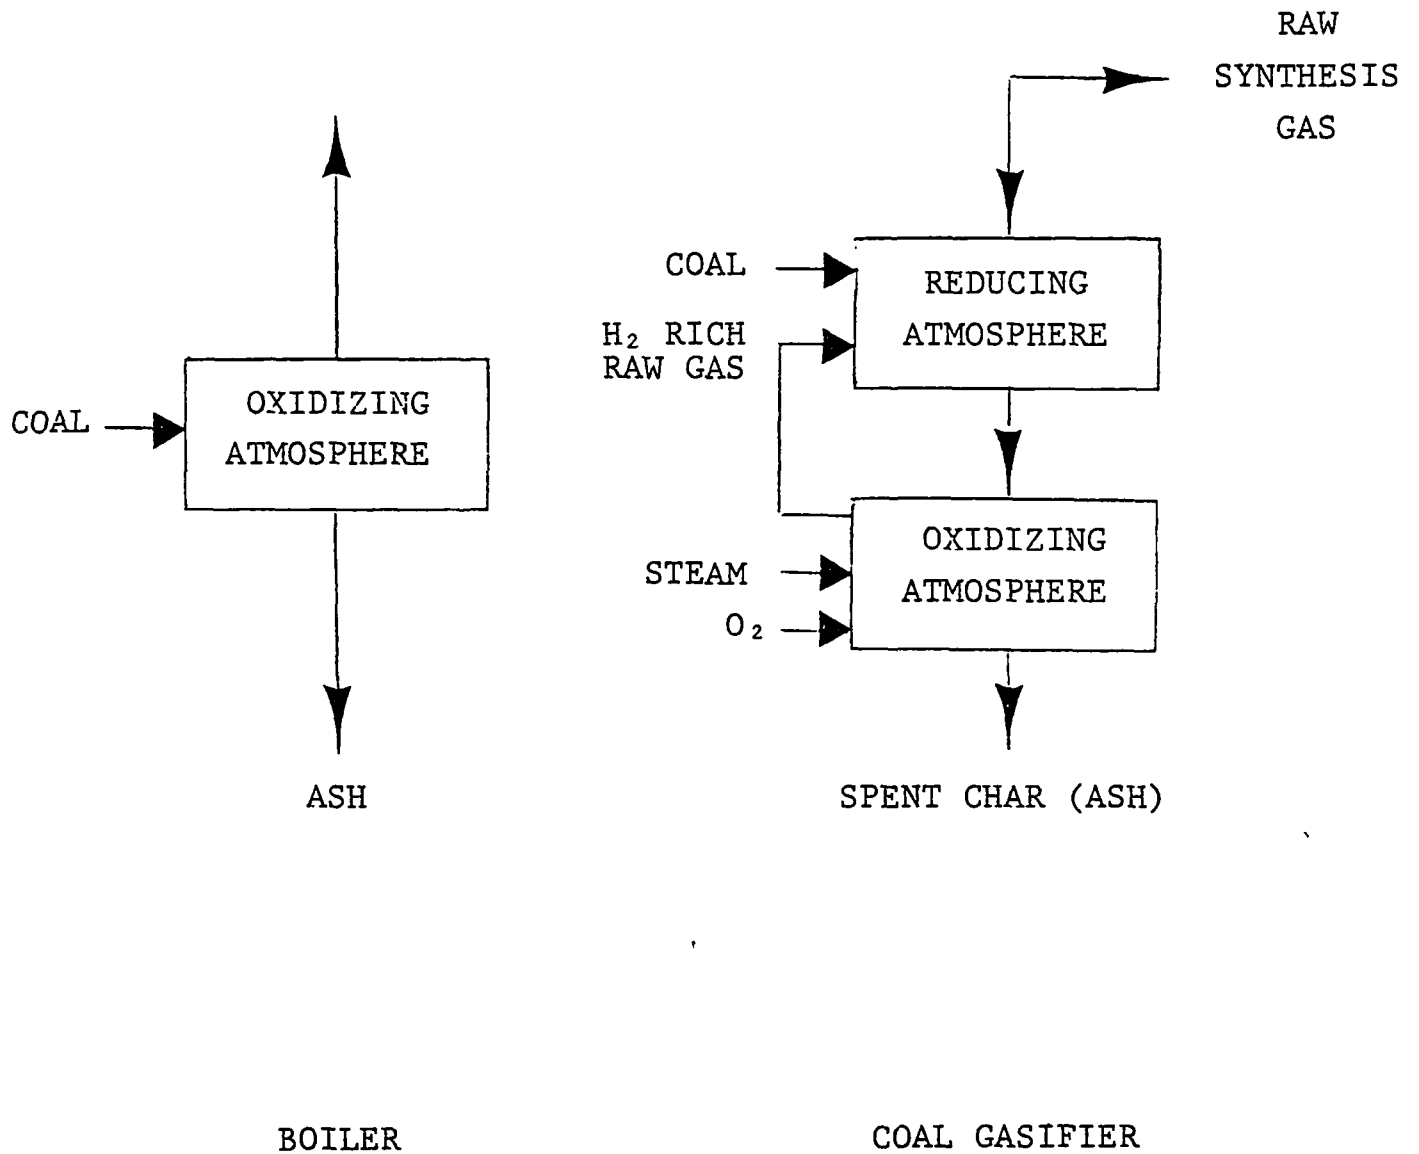 RAW
SYNTHESIS
GAS
COAL
REDUCING
ATMOSPHERE
H₂ RICH
RAW GAS
OXIDIZING
ATMOSPHERE
COAL
OXIDIZING
ATMOSPHERE
STEAM
O₂
ASH
SPENT CHAR (ASH)
BOILER
COAL GASIFIER